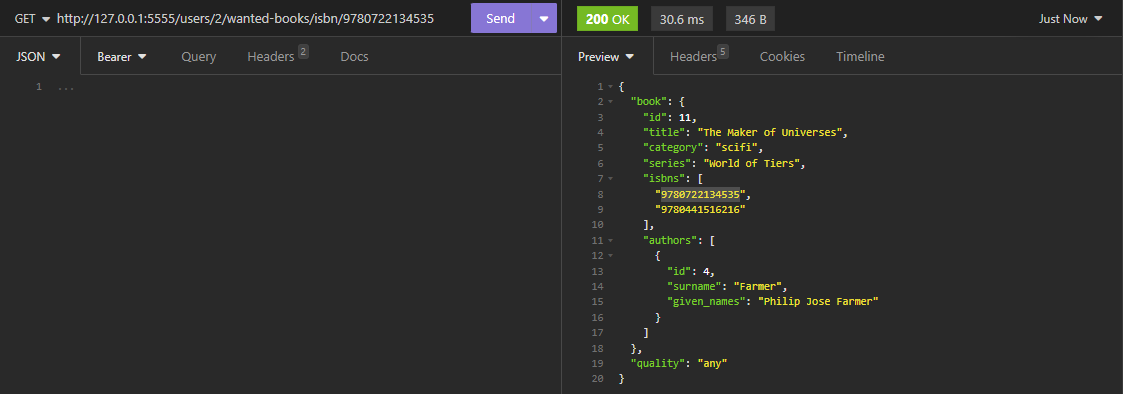 GET http://127.0.0.1:5555/users/2/wanted-books/isbn/9780722134535 Send
200 OK 30.6 ms 346 B Just Now
JSON Bearer Query Headers 2 Docs
Preview Headers 5 Cookies Timeline
1 ...
1 {
2 "book": {
3 "id": 11,
4 "title": "The Maker of Universes",
5 "category": "scifi",
6 "series": "World of Tiers",
7 "isbns": [
8 "9780722134535",
9 "9780441516216"
10 ],
11 "authors": [
12 {
13 "id": 4,
14 "surname": "Farmer",
15 "given_names": "Philip Jose Farmer"
16 }
17 ]
18 },
19 "quality": "any"
20 }